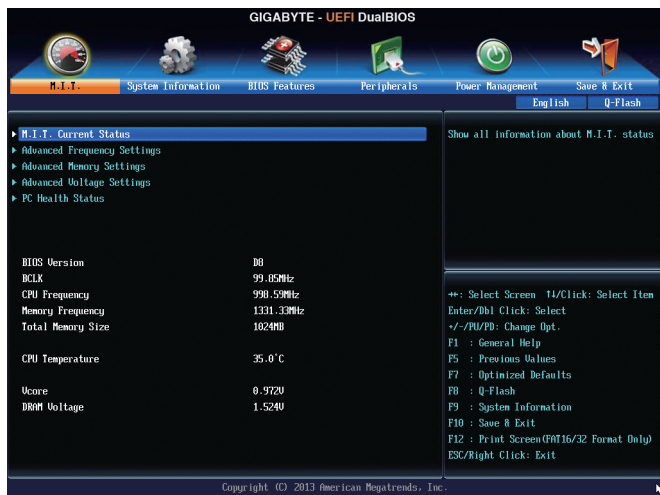 GIGABYTE - UEFI DualBIOS
M.I.T. System Information BIOS Features Peripherals Power Management Save & Exit
English Q-Flash
M.I.T. Current Status
Advanced Frequency Settings
Advanced Memory Settings
Advanced Voltage Settings
PC Health Status
BIOS Version D8
BCLK 99.85MHz
CPU Frequency 998.59MHz
Memory Frequency 1331.33MHz
Total Memory Size 1024MB
CPU Temperature 35.0°C
Vcore 0.972V
DRAM Voltage 1.524V
Show all information about M.I.T. status
→←: Select Screen ↑↓/Click: Select Item
Enter/Dbl Click: Select
+/-/PU/PD: Change Opt.
F1 : General Help
F5 : Previous Values
F7 : Optimized Defaults
F8 : Q-Flash
F9 : System Information
F10 : Save & Exit
F12 : Print Screen(FAT16/32 Format Only)
ESC/Right Click: Exit
Copyright (C) 2013 American Megatrends, Inc.